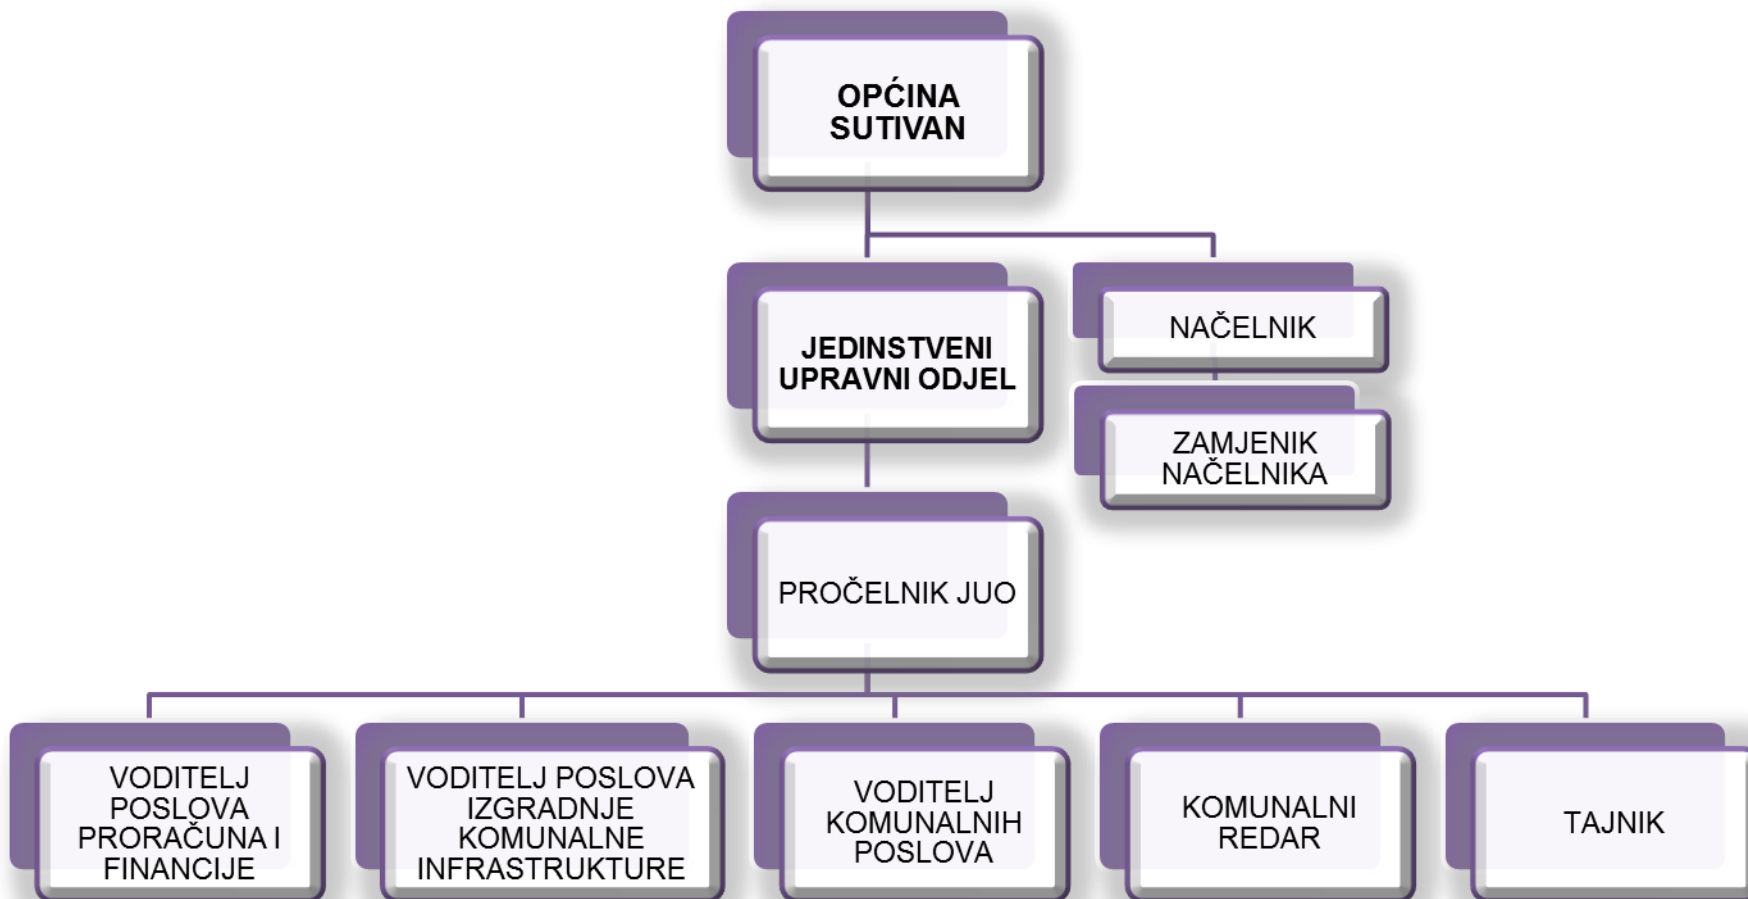 OPĆINA
SUTIVAN
JEDINSTVENI
UPRAVNI ODJEL
NAČELNIK
ZAMJENIK
NAČELNIKA
PROČELNIK JUO
VODITELJ
POSLOVA
PRORAČUNA I
FINANCIJE
VODITELJ POSLOVA
IZGRADNJE
KOMUNALNE
INFRASTRUKTURE
VODITELJ
KOMUNALNIH
POSLOVA
KOMUNALNI
REDAR
TAJNIK